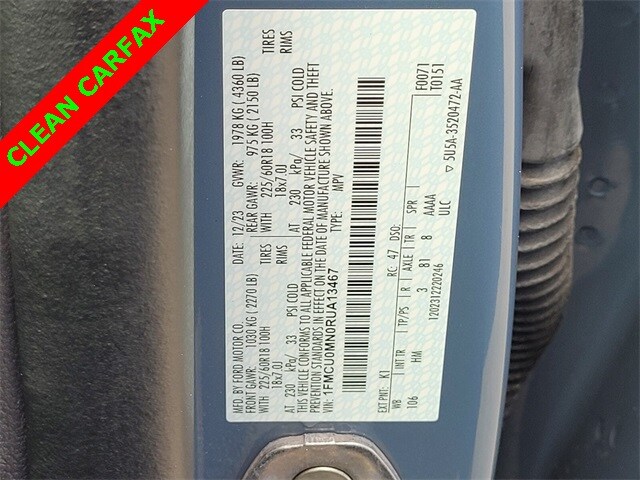 CLEAN CARFAX
MFD. BY FORD MOTOR CO.
DATE: 12/23 GVWR: 1978 KG ( 4360 LB)
FRONT GAWR: 1030 KG ( 2270 LB) REAR GAWR: 975 KG ( 2150 LB)
WITH 225/60R18 100H TIRES WITH 225/60R18 100H TIRES
18x7.0J RIMS 18x7.0J RIMS
AT 230 kPa/ 33 PSI COLD AT 230 kPa/ 33 PSI COLD
THIS VEHICLE CONFORMS TO ALL APPLICABLE FEDERAL MOTOR VEHICLE SAFETY AND THEFT
PREVENTION STANDARDS IN EFFECT ON THE DATE OF MANUFACTURE SHOWN ABOVE.
VIN: 1FMCU0MN0RUA13467 TYPE: MPV
EXT PNT: K1 RC: 47 DSO: F0071
WB INT TR TP/PS R AXLE TR SPR T0151
106 HM 3 81 8 AAAA
1202312220246 ULC
5U5A-3520472-AA